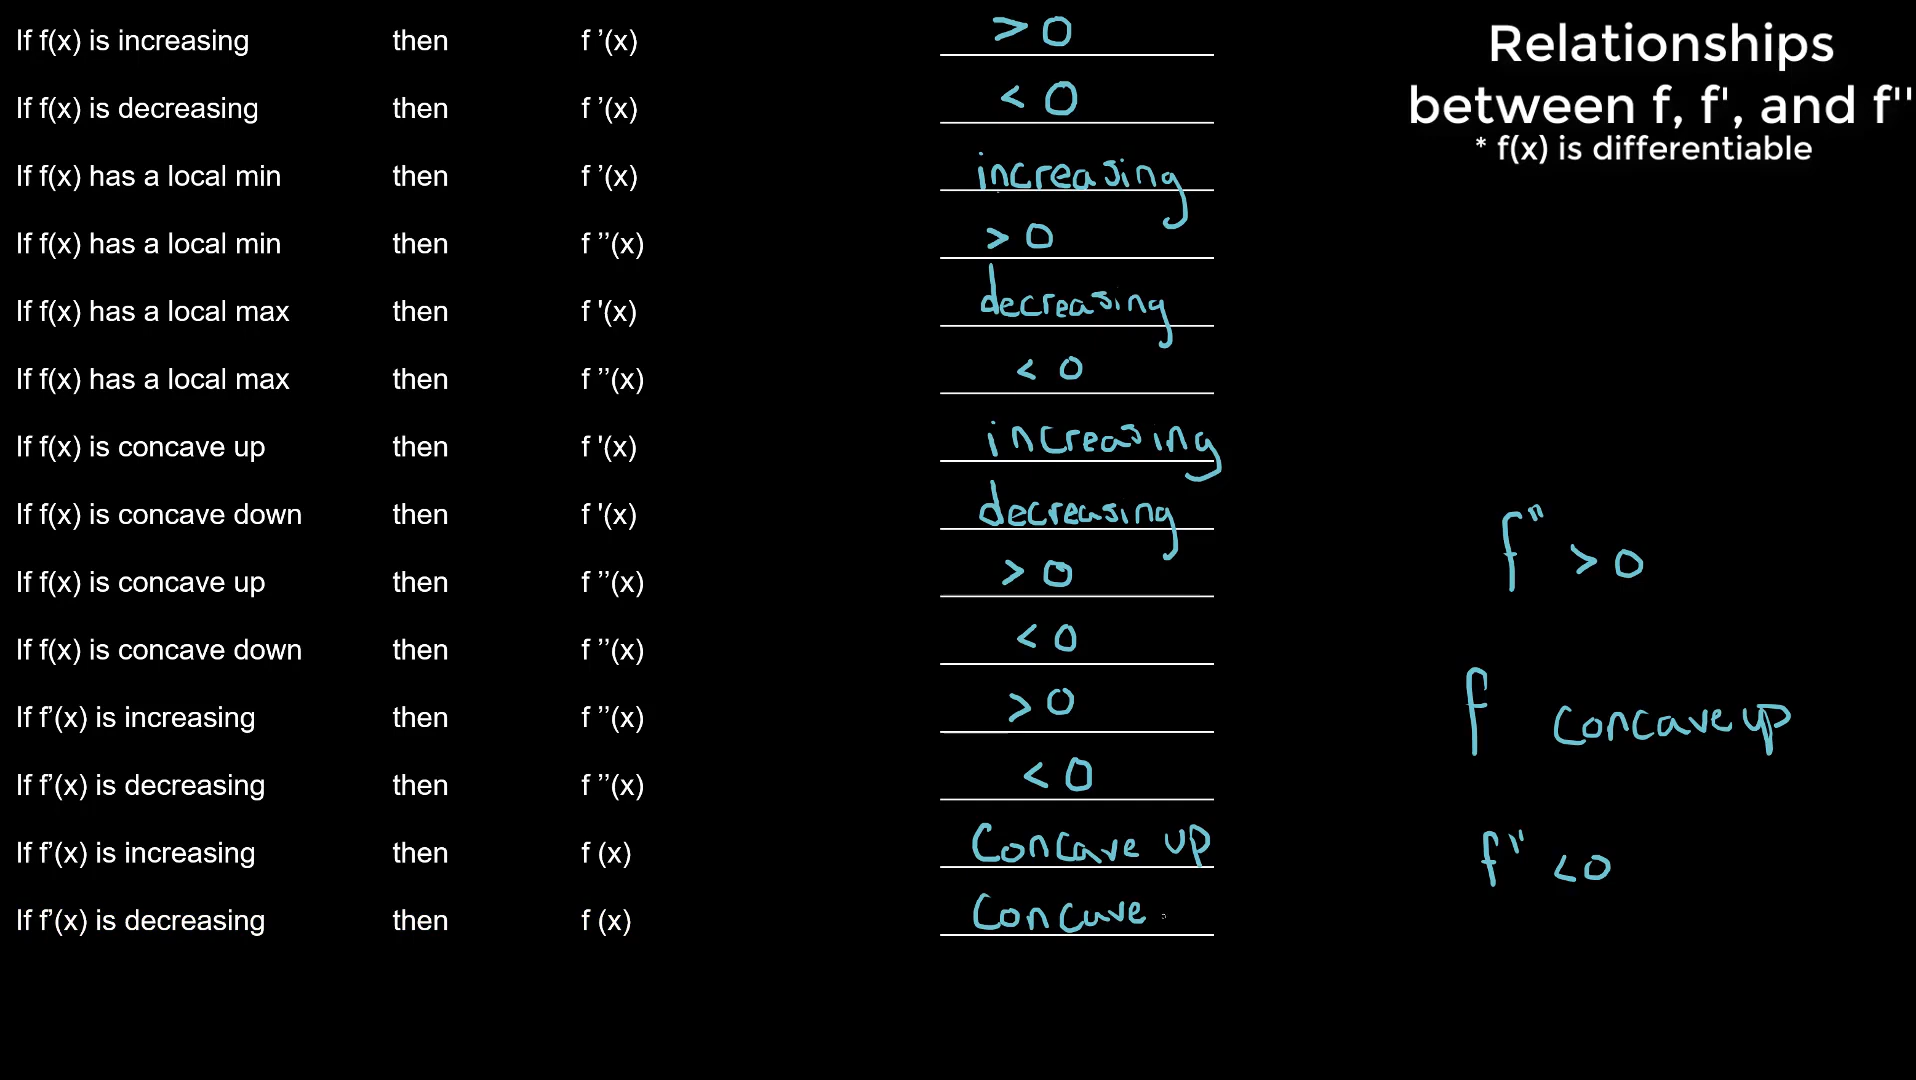 If f(x) is increasing then f ’(x) > 0
If f(x) is decreasing then f ’(x) < 0
If f(x) has a local min then f ’(x) increasing
If f(x) has a local min then f ’’(x) > 0
If f(x) has a local max then f '(x) decreasing
If f(x) has a local max then f ’’(x) < 0
If f(x) is concave up then f '(x) increasing
If f(x) is concave down then f '(x) decreasing
If f(x) is concave up then f ’’(x) > 0
If f(x) is concave down then f ’’(x) < 0
If f’(x) is increasing then f ’’(x) > 0
If f’(x) is decreasing then f ’’(x) < 0
If f’(x) is increasing then f (x) Concave up
If f’(x) is decreasing then f (x) Concave
Relationships
between f, f', and f''
* f(x) is differentiable
f'' > 0
f concave up
f'' < 0